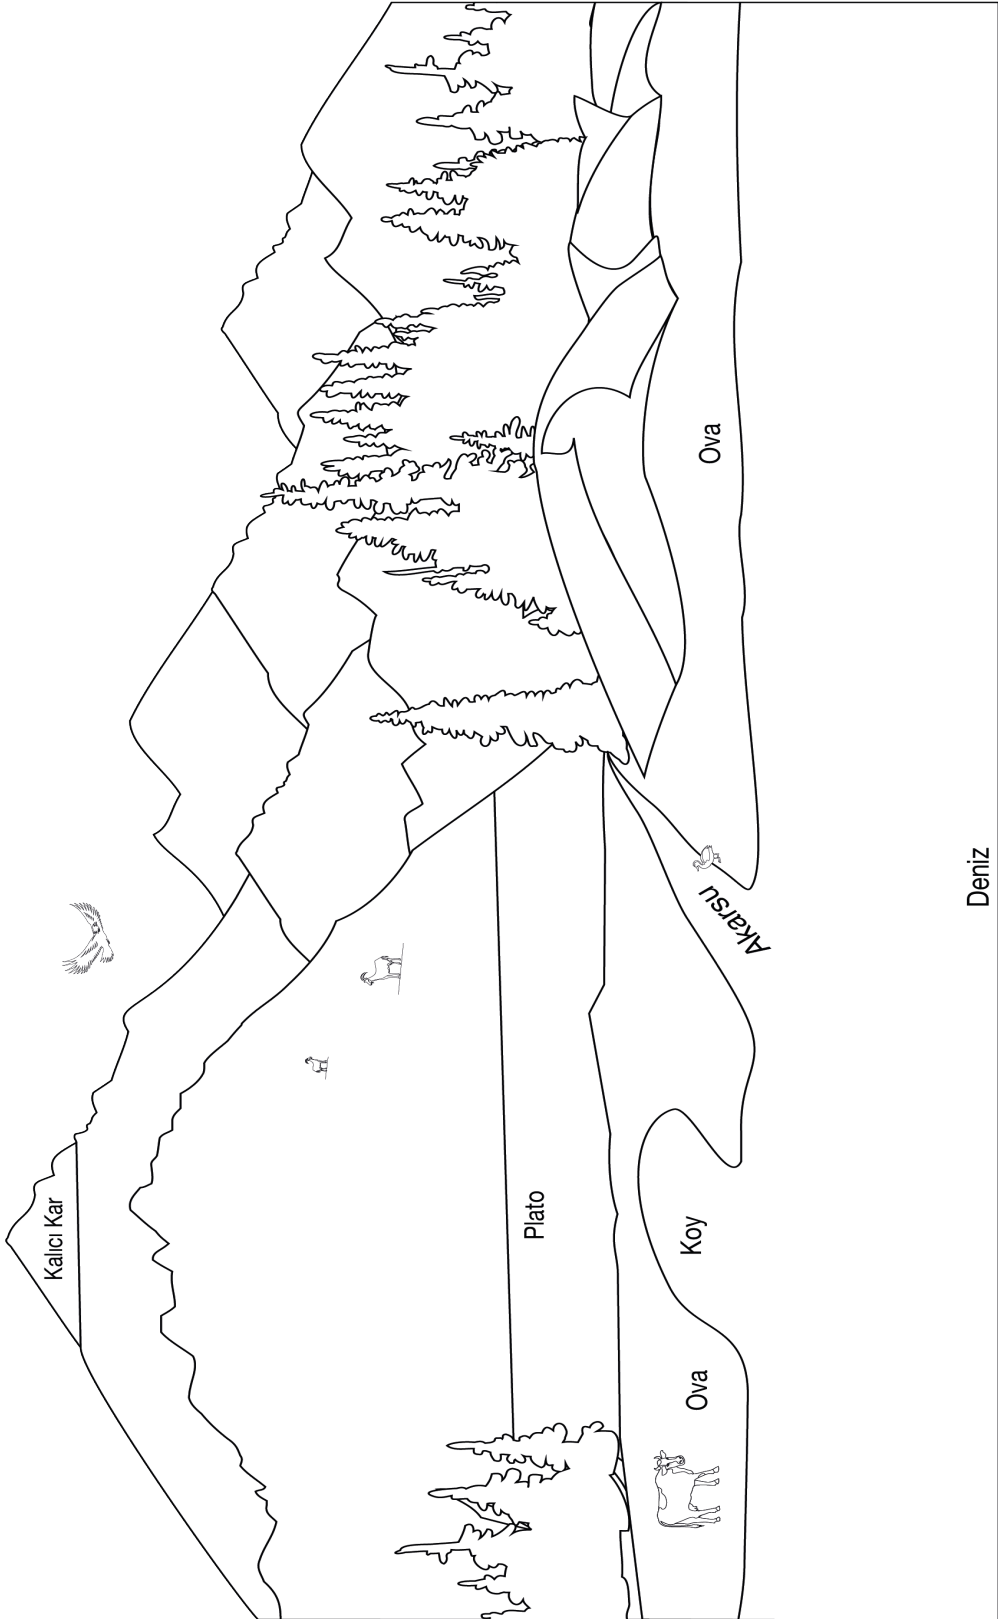 Kalıcı Kar
Plato
Ova
Koy
Akarsu
Ova
Deniz